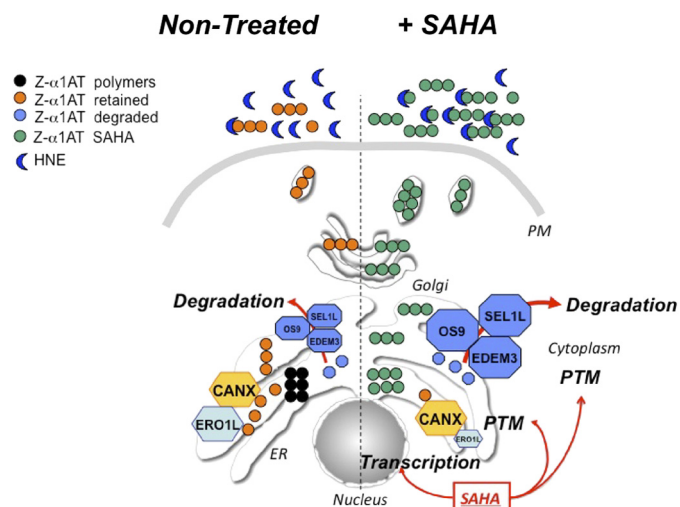 Non-Treated
+ SAHA
Z-α1AT polymers
Z-α1AT retained
Z-α1AT degraded
Z-α1AT SAHA
HNE
PM
Golgi
Degradation
SEL1L
OS9
EDEM3
SEL1L
OS9
EDEM3
Degradation
Cytoplasm
PTM
CANX
ERO1L
CANX
ERO1L
PTM
ER
Transcription
Nucleus
SAHA